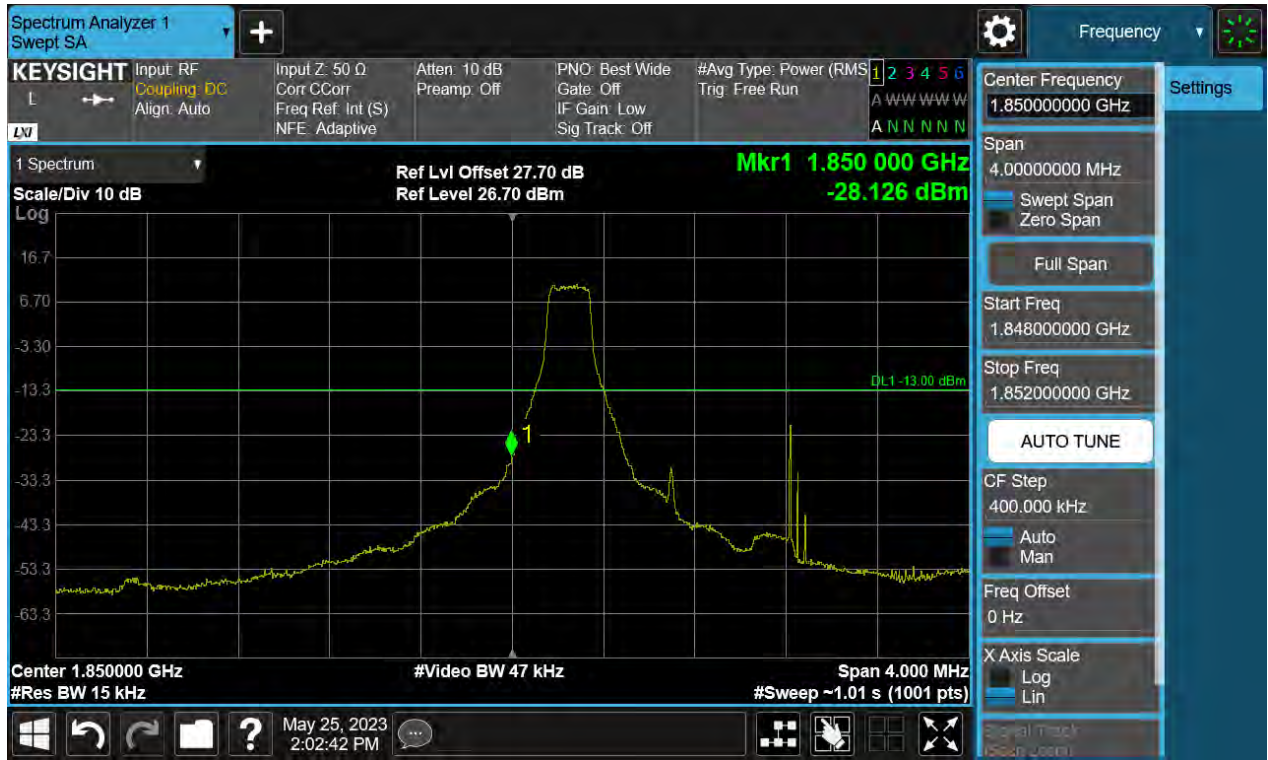 Spectrum Analyzer 1
Swept SA
+
Frequency
KEYSIGHT
L
LXI
Input: RF
Coupling: DC
Align: Auto
Input Z: 50 Ω
Corr CCorr
Freq Ref: Int (S)
NFE: Adaptive
Atten: 10 dB
Preamp: Off
PNO: Best Wide
Gate: Off
IF Gain: Low
Sig Track: Off
#Avg Type: Power (RMS
Trig: Free Run
1 2 3 4 5 6
A W W W W W
A N N N N N
1 Spectrum
Scale/Div 10 dB
Log
Ref Lvl Offset 27.70 dB
Ref Level 26.70 dBm
Mkr1 1.850 000 GHz
-28.126 dBm
16.7
6.70
-3.30
-13.3
-23.3
-33.3
-43.3
-53.3
-63.3
DL1 -13.00 dBm
1
Center 1.850000 GHz
#Res BW 15 kHz
#Video BW 47 kHz
Span 4.000 MHz
#Sweep ~1.01 s (1001 pts)
Center Frequency
1.850000000 GHz
Span
4.00000000 MHz
Swept Span
Zero Span
Full Span
Start Freq
1.848000000 GHz
Stop Freq
1.852000000 GHz
AUTO TUNE
CF Step
400.000 kHz
Auto
Man
Freq Offset
0 Hz
X Axis Scale
Log
Lin
Signal Track
(Span Zoom)
Settings
?
May 25, 2023
2:02:42 PM